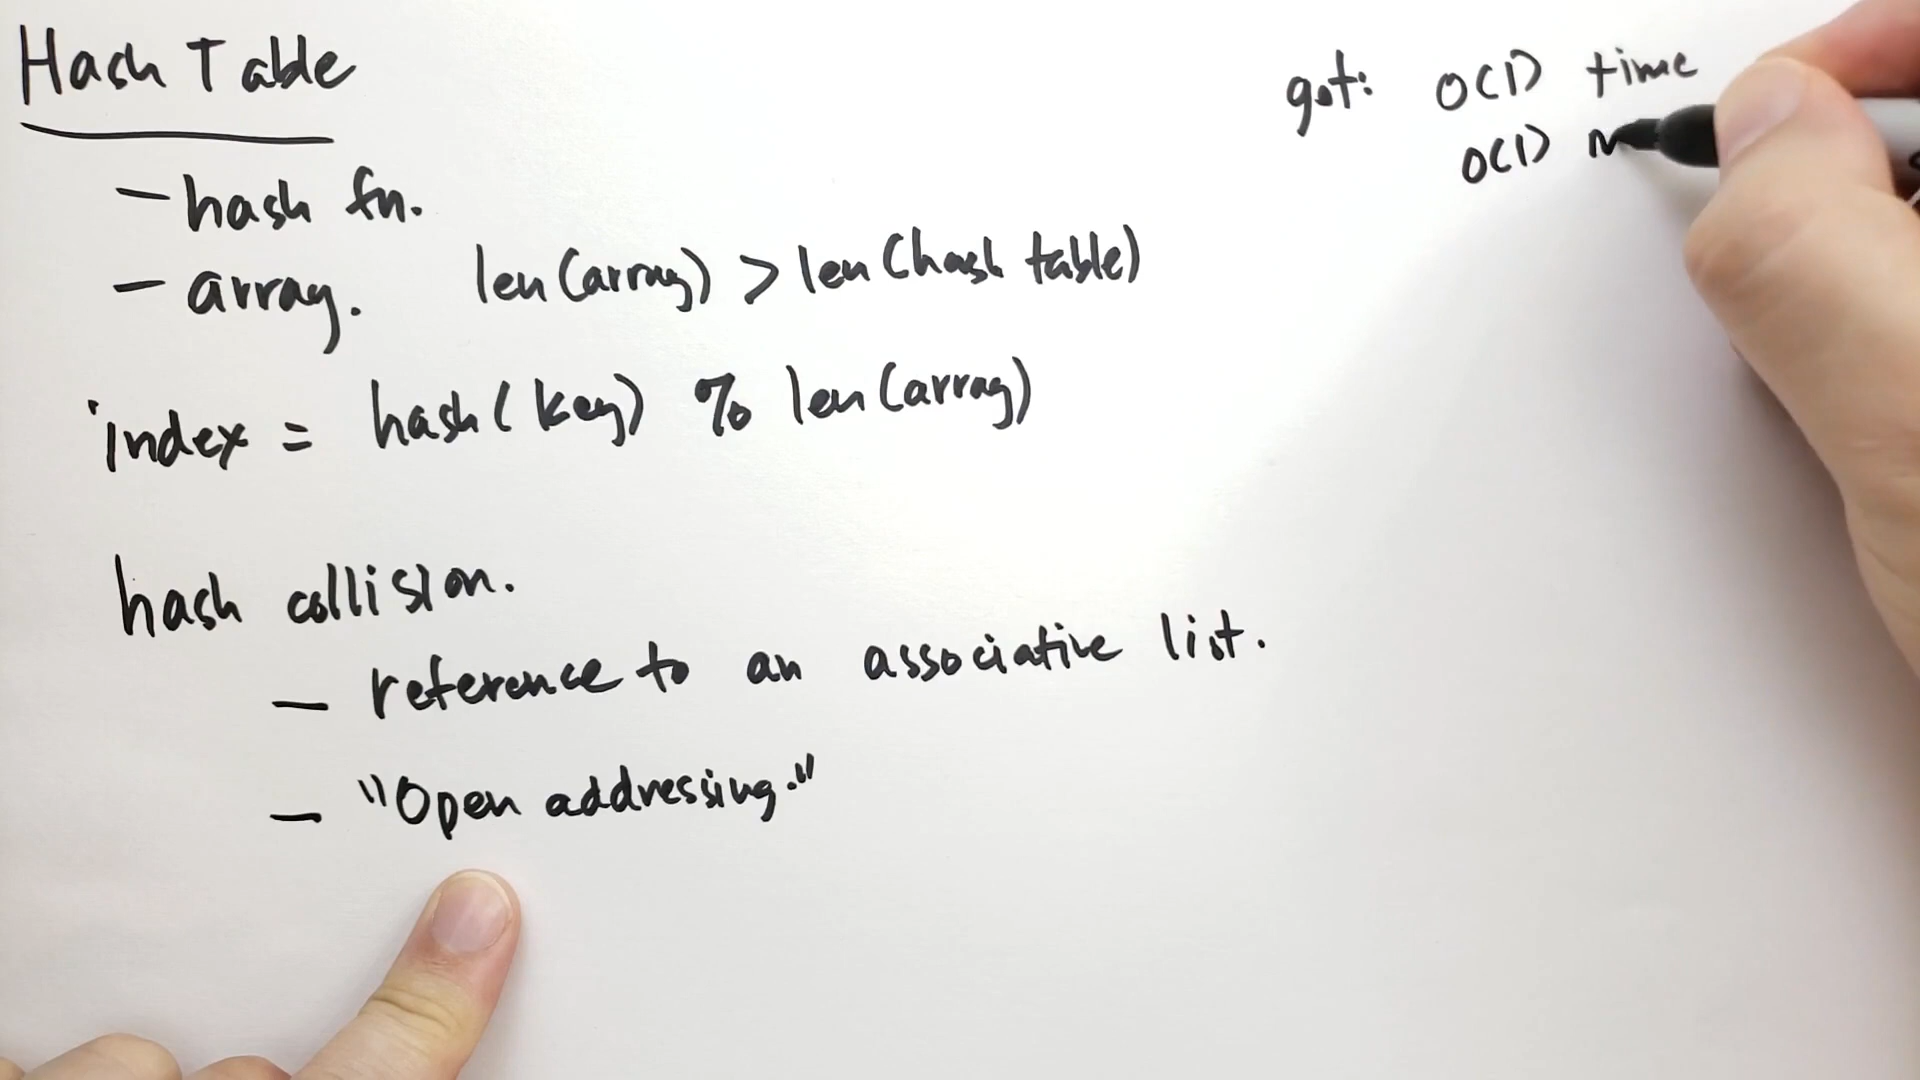 Hash Table
- hash fn.
- array. len(array) > len(hash table)
index = hash(key) % len(array)
hash collision.
- reference to an associative list.
- "Open addressing."
get: O(1) time
O(1)